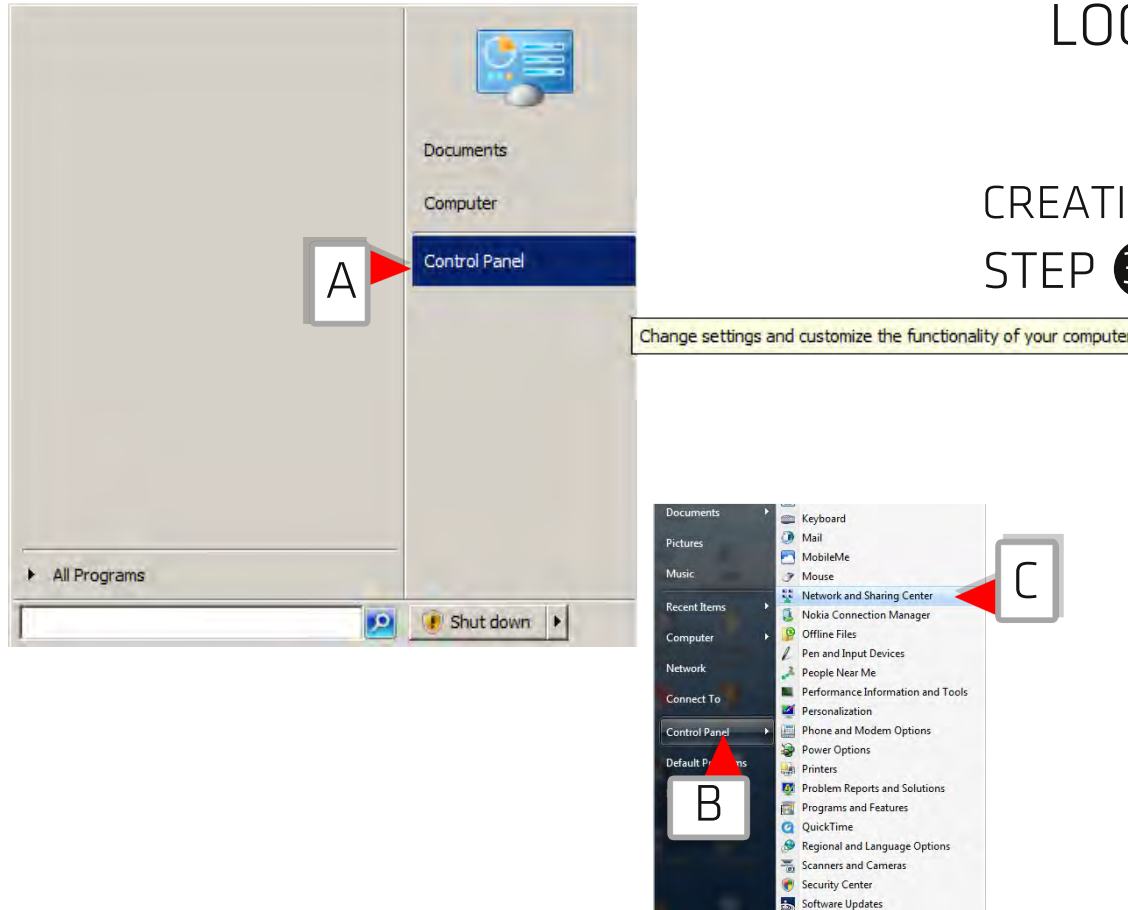 LOC
CREATI
STEP 3
Documents
Computer
Control Panel
A
Change settings and customize the functionality of your computer
All Programs
Shut down
Documents
Pictures
Music
Recent Items
Computer
Network
Connect To
Control Panel
Default Programs
B
Keyboard
Mail
MobileMe
Mouse
Network and Sharing Center
C
Nokia Connection Manager
Offline Files
Pen and Input Devices
People Near Me
Performance Information and Tools
Personalization
Phone and Modem Options
Power Options
Printers
Problem Reports and Solutions
Programs and Features
QuickTime
Regional and Language Options
Scanners and Cameras
Security Center
Software Updates